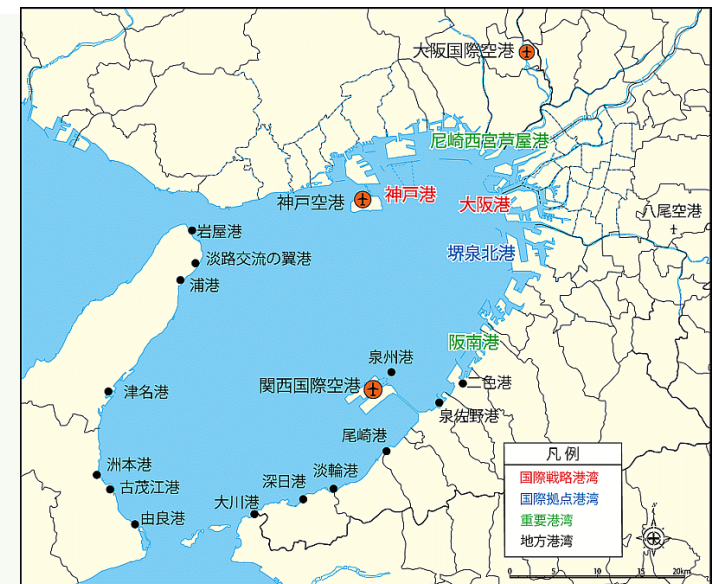 大阪国際空港
尼崎西宮芦屋港
神戸空港
神戸港
大阪港
八尾空港
岩屋港
堺泉北港
淡路交流の翼港
浦港
阪南港
泉州港
関西国際空港
二色港
津名港
泉佐野港
尾崎港
洲本港
淡輪港
深日港
古茂江港
大川港
由良港
凡例
国際戦略港湾
国際拠点港湾
重要港湾
地方港湾
0 5 10 15 20km